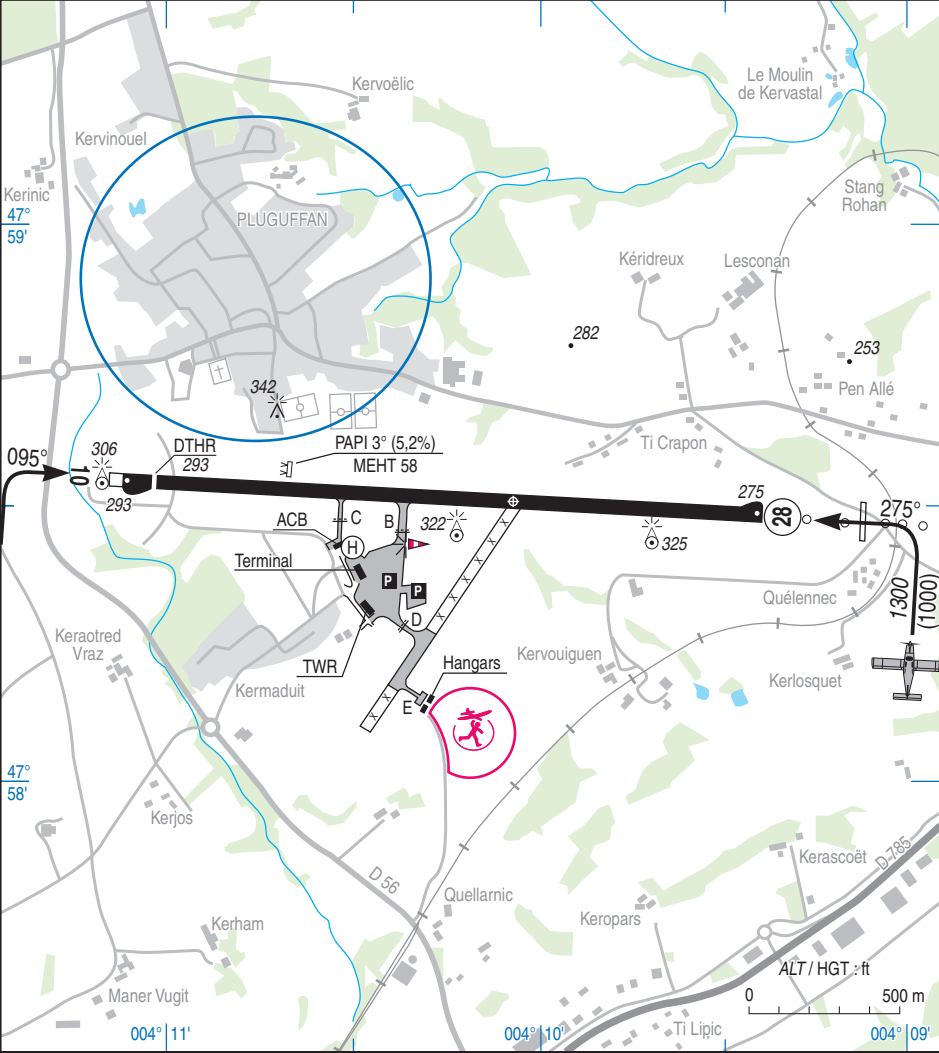 Kervoëlic
Le Moulin
de Kervastal
Kervinouel
Kerinic
Stang
Rohan
PLUGUFFAN
47°
59'
Kéridreux
Lesconan
282
253
Pen Allé
342
Ti Crapon
DTHR
293
PAPI 3° (5,2%)
MEHT 58
095°
306
10
293
275
28
275°
ACB
C
B
322
325
H
Terminal
P
P
1300
(1000)
Quélennec
D
Keraotred
Vraz
TWR
Hangars
Kervouiguen
Kerlosquet
Kermaduit
E
47°
58'
Kerjos
D 56
Kerascoët
D 785
Quellarnic
Keropars
Kerham
ALT / HGT : ft
Maner Vugit
0
500 m
Ti Lipic
004° 11'
004° 10'
004° 09'